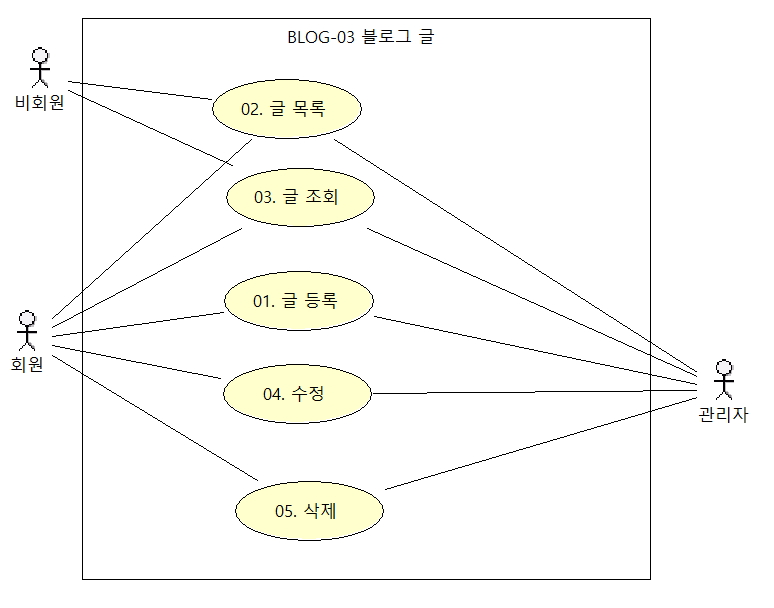 BLOG-03 블로그 글
비회원
02. 글 목록
03. 글 조회
01. 글 등록
회원
04. 수정
관리자
05. 삭제